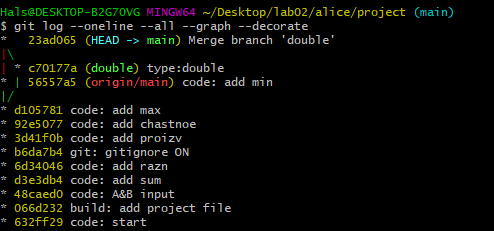 Hals@DESKTOP-B2G7OVG MINGW64 ~/Desktop/lab02/alice/project (main)
$ git log --oneline --all --graph --decorate
*   23ad065 (HEAD -> main) Merge branch 'double'
|\
| * c70177a (double) type:double
* | 56557a5 (origin/main) code: add min
|/
* d105781 code: add max
* 92e5077 code: add chastnoe
* 3d41f0b code: add proizv
* b6da7b4 git: gitignore ON
* 6d34046 code: add razn
* d3e3db4 code: add sum
* 48caed0 code: A&B input
* 066d232 build: add project file
* 632ff29 code: start